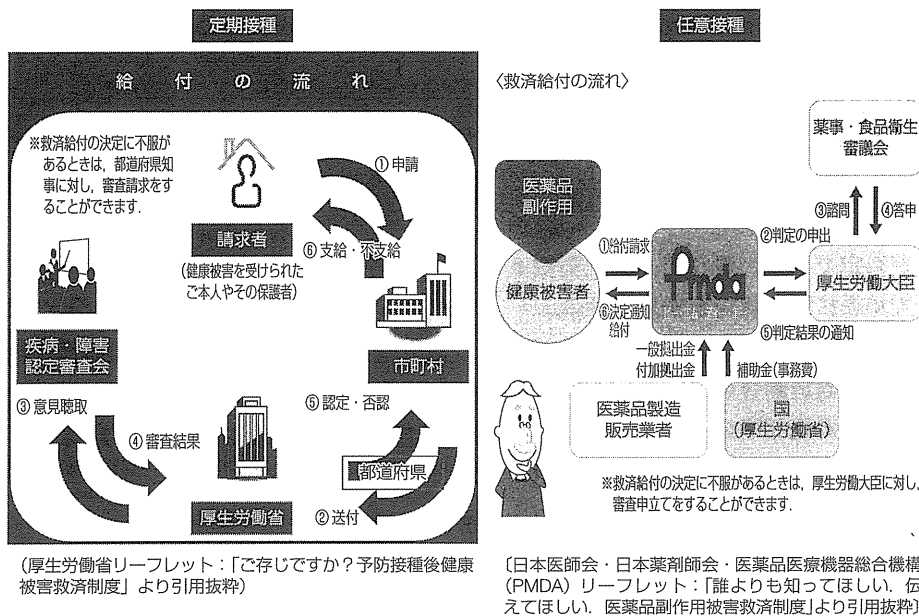 定期接種
給付の流れ
※救済給付の決定に不服が
あるときは，都道府県知
事に対し，審査請求をす
ることができます．
①申請
請求者
(健康被害を受けられた
ご本人やその保護者)
⑥支給・不支給
疾病・障害
認定審査会
市町村
③意見聴取
④審査結果
⑤認定・否認
都道府県
厚生労働省
②送付
(厚生労働省リーフレット：「ご存じですか？予防接種後健康
被害救済制度」より引用抜粋)
任意接種
〈救済給付の流れ〉
薬事・食品衛生
審議会
医薬品
副作用
③諮問
④答申
①給付請求
②判定の申出
健康被害者
Pmda
厚生労働大臣
⑥決定通知
給付
⑤判定結果の通知
一般拠出金
付加拠出金
補助金(事務費)
医薬品製造
販売業者
国
(厚生労働省)
※救済給付の決定に不服があるときは，厚生労働大臣に対し，
審査申立てをすることができます．
〔日本医師会・日本薬剤師会・医薬品医療機器総合機構
(PMDA) リーフレット：「誰よりも知ってほしい．伝
えてほしい．医薬品副作用被害救済制度」より引用抜粋〕